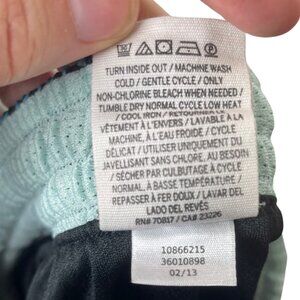 TURN INSIDE OUT / MACHINE WASH
COLD / GENTLE CYCLE / ONLY
NON-CHLORINE BLEACH WHEN NEEDED /
TUMBLE DRY NORMAL CYCLE LOW HEAT
/ COOL IRON /
VÊTEMENT À L'ENVERS / LAVABLE À LA
MACHINE, À L'EAU FROIDE / CYCLE
DÉLICAT / UTILISER UNIQUEMENT DU
JAVELLISANT SANS CHLORE, AU BESOIN
/ SÉCHER PAR CULBUTAGE À CYCLE
NORMAL, À BASSE TEMPÉRATURE /
REPASSER À FER DOUX / LAVAR DEL
LADO DEL REVÉS
RN# 70817 / CA# 23226
10866215
36010898
02/13